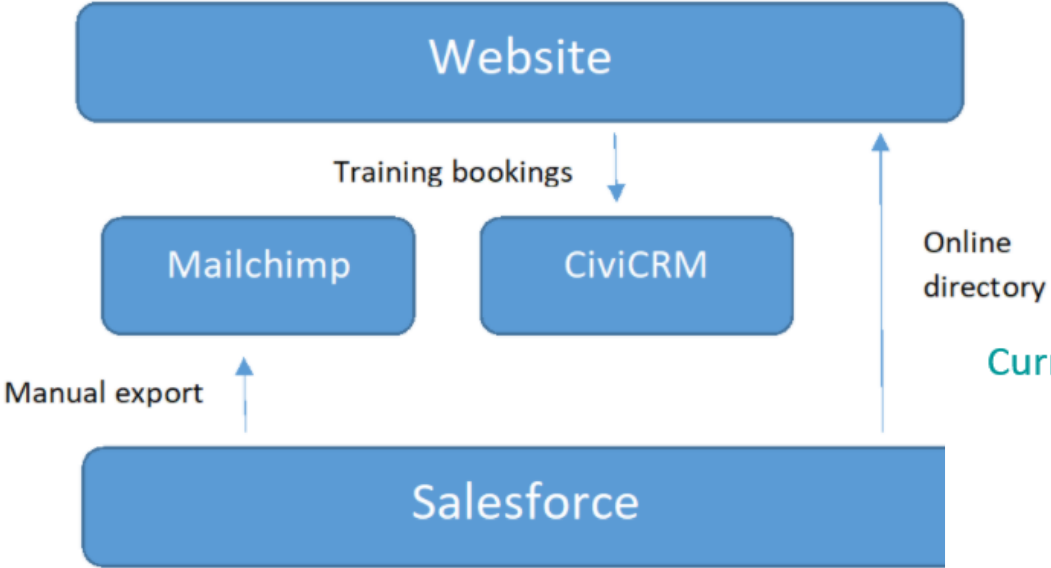 Website
Training bookings
Mailchimp
CiviCRM
Online
directory
Manual export
Salesforce